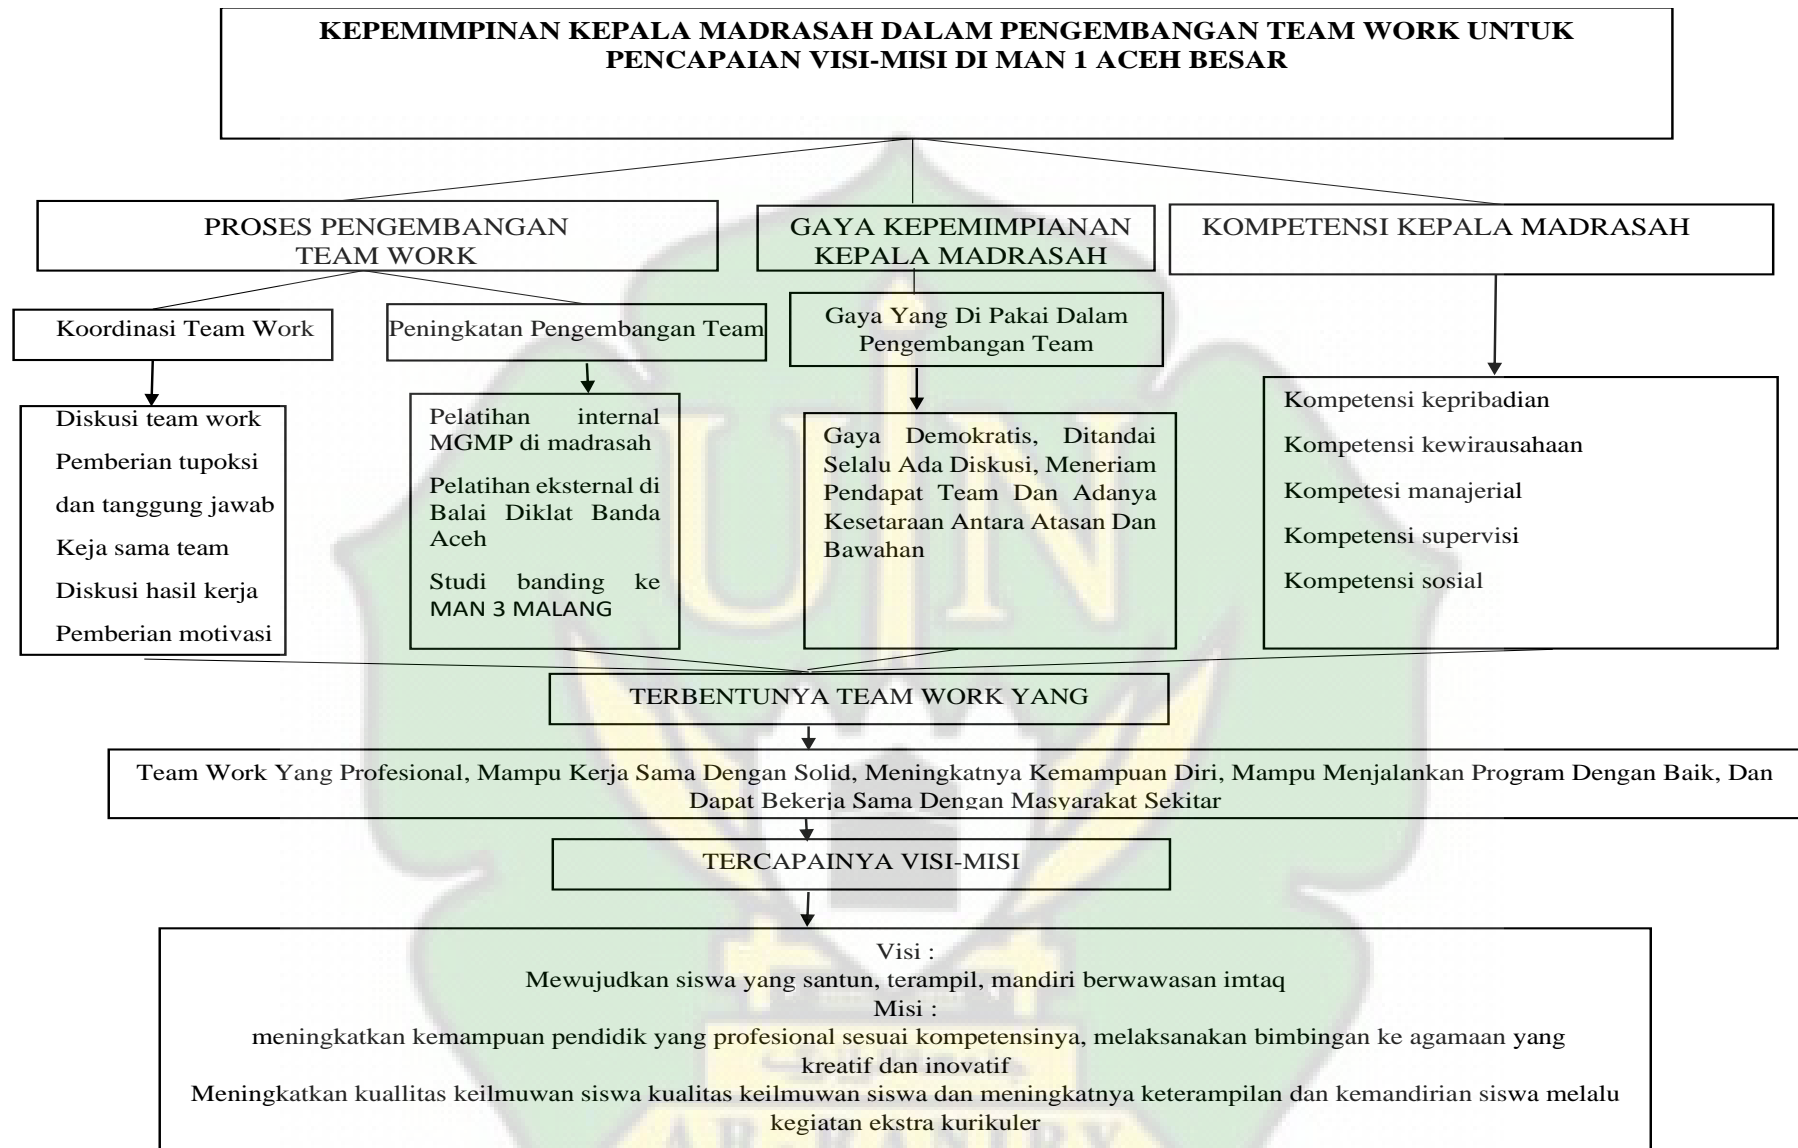 KEPEMIMPINAN KEPALA MADRASAH DALAM PENGEMBANGAN TEAM WORK UNTUK
PENCAPAIAN VISI-MISI DI MAN 1 ACEH BESAR
PROSES PENGEMBANGAN
TEAM WORK
GAYA KEPEMIMPIANAN
KEPALA MADRASAH
KOMPETENSI KEPALA MADRASAH
Koordinasi Team Work
Peningkatan Pengembangan Team
Gaya Yang Di Pakai Dalam
Pengembangan Team
Diskusi team work
Pemberian tupoksi
dan tanggung jawab
Keja sama team
Diskusi hasil kerja
Pemberian motivasi
Pelatihan internal
MGMP di madrasah
Pelatihan eksternal di
Balai Diklat Banda
Aceh
Studi banding ke
MAN 3 MALANG
Gaya Demokratis, Ditandai
Selalu Ada Diskusi, Meneriam
Pendapat Team Dan Adanya
Kesetaraan Antara Atasan Dan
Bawahan
Kompetensi kepribadian
Kompetensi kewirausahaan
Kompetesi manajerial
Kompetensi supervisi
Kompetensi sosial
TERBENTUNYA TEAM WORK YANG
Team Work Yang Profesional, Mampu Kerja Sama Dengan Solid, Meningkatnya Kemampuan Diri, Mampu Menjalankan Program Dengan Baik, Dan
Dapat Bekerja Sama Dengan Masyarakat Sekitar
TERCAPAINYA VISI-MISI
Visi :
Mewujudkan siswa yang santun, terampil, mandiri berwawasan imtaq
Misi :
meningkatkan kemampuan pendidik yang profesional sesuai kompetensinya, melaksanakan bimbingan ke agamaan yang
kreatif dan inovatif
Meningkatkan kuallitas keilmuwan siswa kualitas keilmuwan siswa dan meningkatnya keterampilan dan kemandirian siswa melalu
kegiatan ekstra kurikuler
UIN
AR-RANIRY